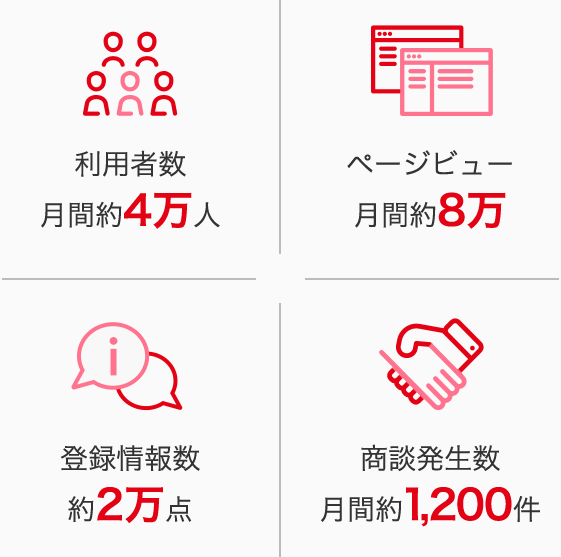 利用者数
月間約4万人
ページビュー
月間約8万
i
登録情報数
約2万点
商談発生数
月間約1,200件